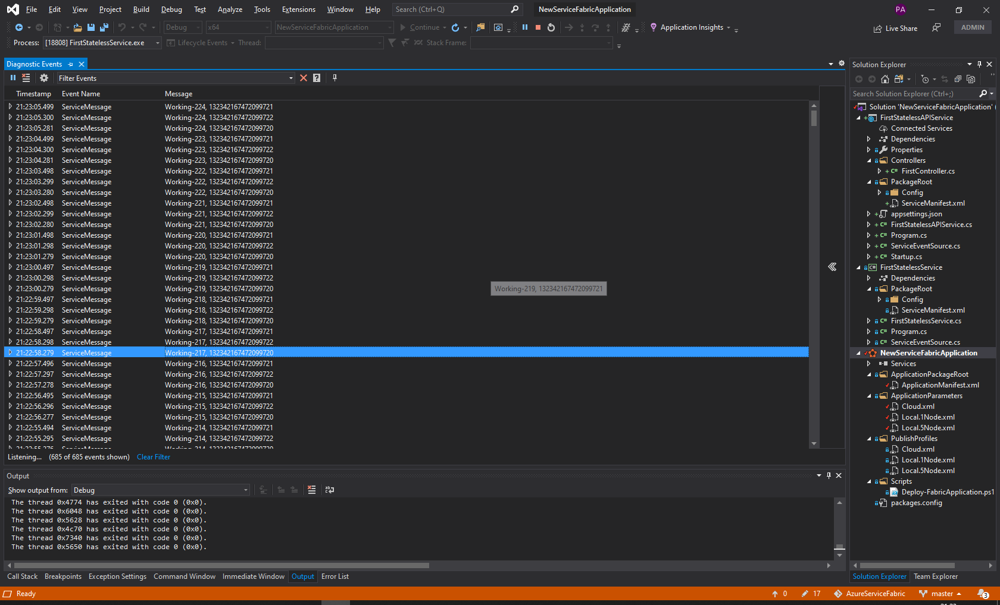 File Edit View Project Build Debug Test Analyze Tools Extensions Window Help Search (Ctrl+Q) NewServiceFabricApplication PA
Debug x64 NewServiceFabricApplication Continue Application Insights Live Share ADMIN
Process: [18808] FirstStatelessService.exe Lifecycle Events Thread: Stack Frame:
Diagnostic Events
Filter Events
Timestamp Event Name Message
21:23:05.499 ServiceMessage Working-224, 132342167472099721
21:23:05.300 ServiceMessage Working-224, 132342167472099722
21:23:05.281 ServiceMessage Working-224, 132342167472099720
21:23:04.499 ServiceMessage Working-223, 132342167472099721
21:23:04.300 ServiceMessage Working-223, 132342167472099722
21:23:04.281 ServiceMessage Working-223, 132342167472099720
21:23:03.498 ServiceMessage Working-222, 132342167472099721
21:23:03.299 ServiceMessage Working-222, 132342167472099722
21:23:03.280 ServiceMessage Working-222, 132342167472099720
21:23:02.498 ServiceMessage Working-221, 132342167472099721
21:23:02.299 ServiceMessage Working-221, 132342167472099722
21:23:02.280 ServiceMessage Working-221, 132342167472099720
21:23:01.498 ServiceMessage Working-220, 132342167472099721
21:23:01.298 ServiceMessage Working-220, 132342167472099722
21:23:01.279 ServiceMessage Working-220, 132342167472099720
21:23:00.497 ServiceMessage Working-219, 132342167472099721
21:23:00.298 ServiceMessage Working-219, 132342167472099722
21:23:00.279 ServiceMessage Working-219, 132342167472099720
Working-219, 132342167472099721
21:22:59.497 ServiceMessage Working-218, 132342167472099721
21:22:59.298 ServiceMessage Working-218, 132342167472099722
21:22:59.279 ServiceMessage Working-218, 132342167472099720
21:22:58.497 ServiceMessage Working-217, 132342167472099721
21:22:58.298 ServiceMessage Working-217, 132342167472099722
21:22:58.279 ServiceMessage Working-217, 132342167472099720
21:22:57.496 ServiceMessage Working-216, 132342167472099721
21:22:57.297 ServiceMessage Working-216, 132342167472099722
21:22:57.278 ServiceMessage Working-216, 132342167472099720
21:22:56.495 ServiceMessage Working-215, 132342167472099721
21:22:56.296 ServiceMessage Working-215, 132342167472099722
21:22:56.277 ServiceMessage Working-215, 132342167472099720
21:22:55.494 ServiceMessage Working-214, 132342167472099721
21:22:55.295 ServiceMessage Working-214, 132342167472099722
21:22:55.276 ServiceMessage Working-214, 132342167472099720
Listening... (685 of 685 events shown) Clear Filter
Output
Show output from: Debug
The thread 0x4774 has exited with code 0 (0x0).
The thread 0x6048 has exited with code 0 (0x0).
The thread 0x5628 has exited with code 0 (0x0).
The thread 0x4c70 has exited with code 0 (0x0).
The thread 0x7340 has exited with code 0 (0x0).
The thread 0x5650 has exited with code 0 (0x0).
Call Stack Breakpoints Exception Settings Command Window Immediate Window Output Error List
Solution Explorer
Search Solution Explorer (Ctrl+;)
Solution 'NewServiceFabricApplication' (
FirstStatelessAPIService
Connected Services
Dependencies
Properties
Controllers
C# FirstController.cs
PackageRoot
Config
ServiceManifest.xml
appsettings.json
C# FirstStatelessAPIService.cs
C# Program.cs
C# ServiceEventSource.cs
C# Startup.cs
C# FirstStatelessService
Dependencies
PackageRoot
Config
ServiceManifest.xml
C# FirstStatelessService.cs
C# Program.cs
C# ServiceEventSource.cs
NewServiceFabricApplication
Services
ApplicationPackageRoot
ApplicationManifest.xml
ApplicationParameters
Cloud.xml
Local.1Node.xml
Local.5Node.xml
PublishProfiles
Cloud.xml
Local.1Node.xml
Local.5Node.xml
Scripts
Deploy-FabricApplication.ps1
packages.config
Solution Explorer Team Explorer
Ready 0 17 AzureServiceFabric master 3